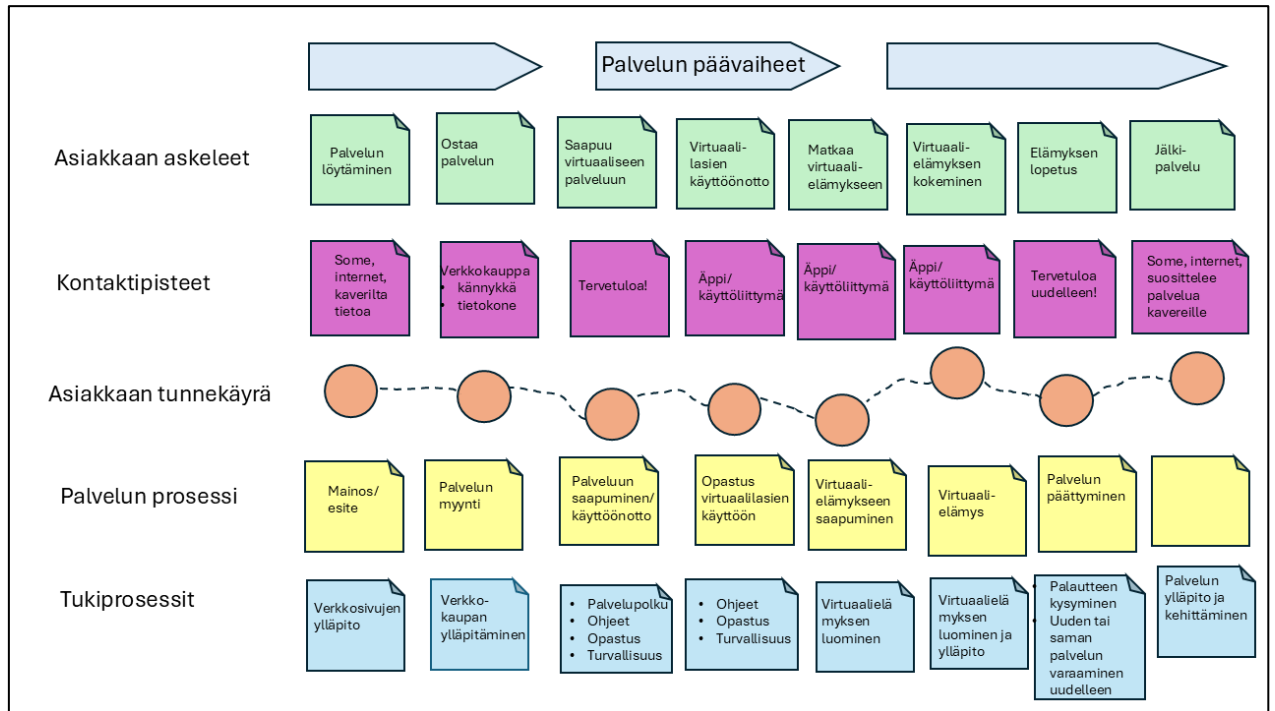 Palvelun päävaiheet
Asiakkaan askeleet
Palvelun
löytäminen
Ostaa
palvelun
Saapuu
virtuaaliseen
palveluun
Virtuaali-
lasien
käyttöönotto
Matkaa
virtuaali-
elämykseen
Virtuaali-
elämyksen
kokeminen
Elämyksen
lopetus
Jälki-
palvelu
Kontaktipisteet
Some,
internet,
kaverilta
tietoa
Verkkokauppa
• kännykkä
• tietokone
Tervetuloa!
Äppi/
käyttöliittymä
Äppi/
käyttöliittymä
Äppi/
käyttöliittymä
Tervetuloa
uudelleen!
Some, internet,
suosittelee
palvelua
kavereille
Asiakkaan tunnekäyrä
Palvelun prosessi
Mainos/
esite
Palvelun
myynti
Palveluun
saapuminen/
käyttöönotto
Opastus
virtuaalilasien
käyttöön
Virtuaali-
elämykseen
saapuminen
Virtuaali-
elämys
Palvelun
päättyminen
Tukiprosessit
Verkkosivujen
ylläpito
Verkko-
kaupan
ylläpitäminen
• Palvelupolku
• Ohjeet
• Opastus
• Turvallisuus
• Ohjeet
• Opastus
• Turvallisuus
Virtuaalielä
myksen
luominen
Virtuaalielä
myksen
luominen ja
ylläpito
• Palautteen
kysyminen
• Uuden tai
saman
palvelun
varaaminen
uudelleen
Palvelun
ylläpito ja
kehittäminen